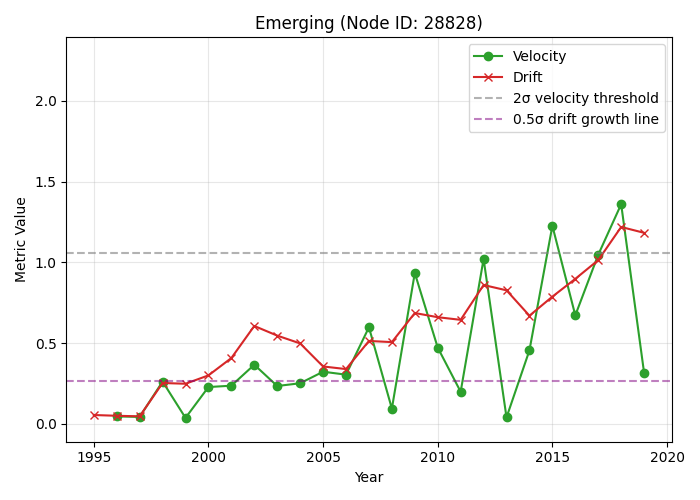 Emerging (Node ID: 28828)
Velocity
Drift
2σ velocity threshold
0.5σ drift growth line
Metric Value
2.0
1.5
1.0
0.5
0.0
1995 2000 2005 2010 2015 2020
Year